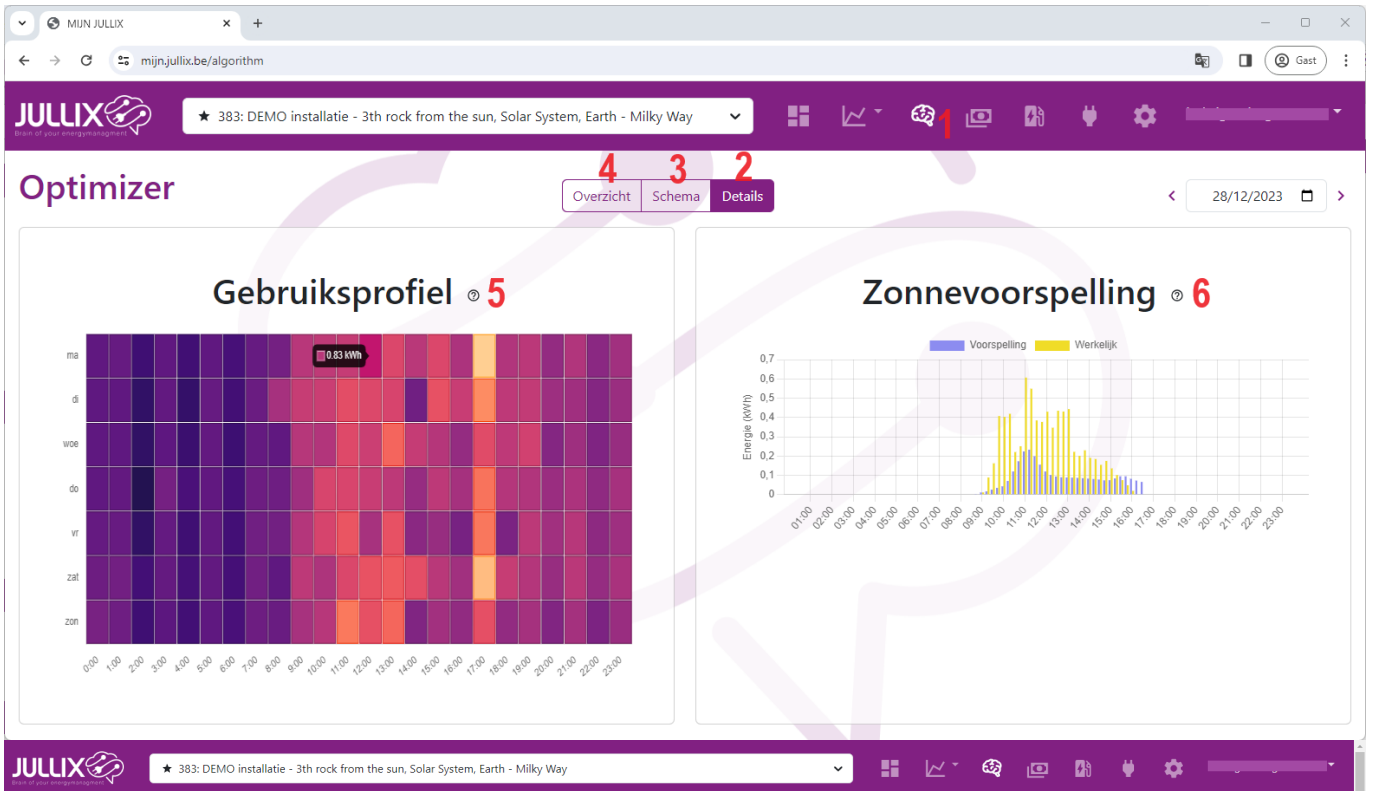 MIJN JULLIX
mijn.jullix.be/algorithm
Gast
JULLIX
Brain of your energymanagment
★ 383: DEMO installatie - 3th rock from the sun, Solar System, Earth - Milky Way
1
4 3 2
Optimizer
Overzicht Schema Details
28/12/2023
Gebruiksprofiel 5
0.83 kWh
ma
di
woe
do
vr
zat
zon
0:00 1:00 2:00 3:00 4:00 5:00 6:00 7:00 8:00 9:00 10:00 11:00 12:00 13:00 14:00 15:00 16:00 17:00 18:00 19:00 20:00 21:00 22:00 23:00
Zonnevoorspelling 6
Voorspelling Werkelijk
Energie (kWh)
0,7
0,6
0,5
0,4
0,3
0,2
0,1
0
01:00 02:00 03:00 04:00 05:00 06:00 07:00 08:00 09:00 10:00 11:00 12:00 13:00 14:00 15:00 16:00 17:00 18:00 19:00 20:00 21:00 22:00 23:00
JULLIX
Brain of your energymanagment
★ 383: DEMO installatie - 3th rock from the sun, Solar System, Earth - Milky Way